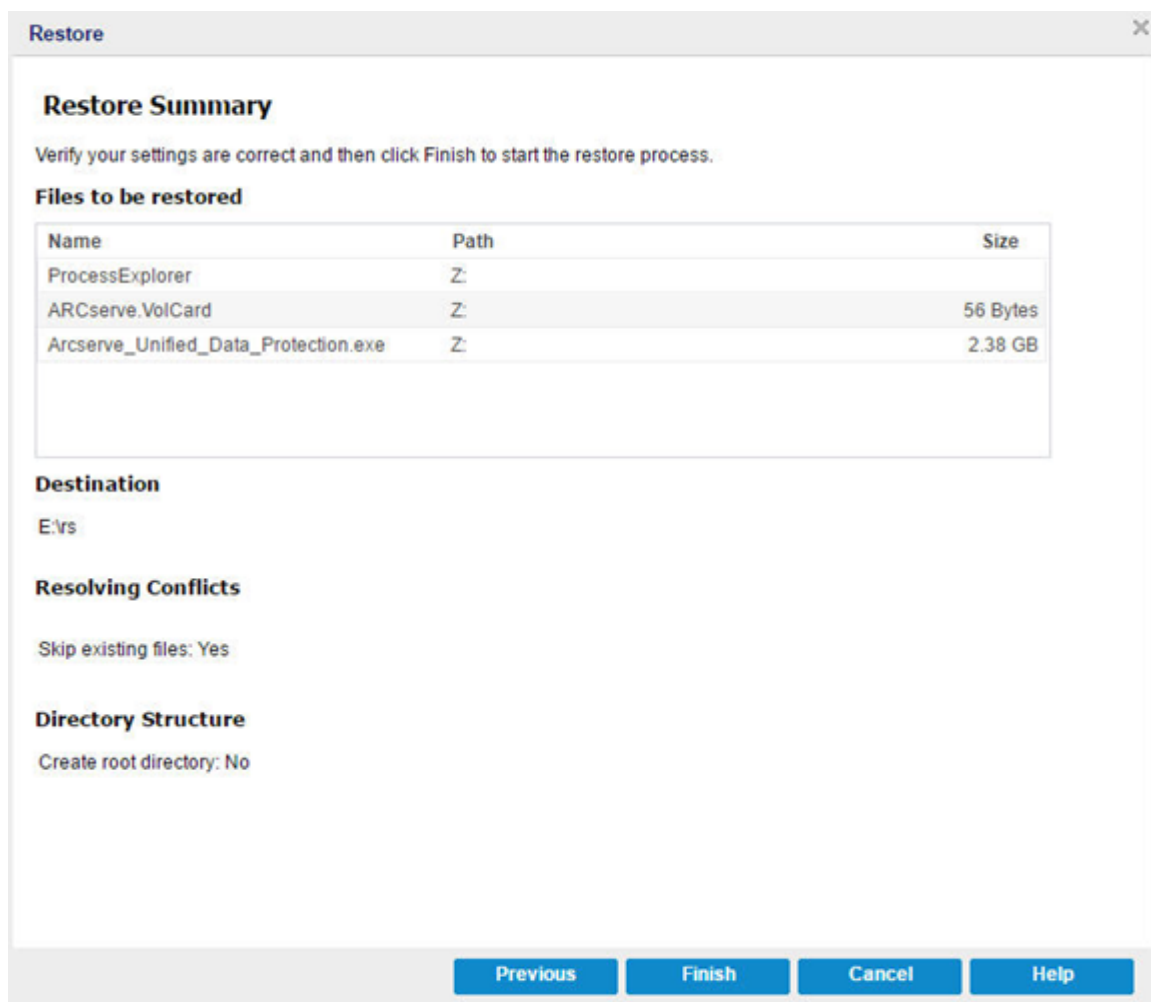 Restore
Restore Summary
Verify your settings are correct and then click Finish to start the restore process.
Files to be restored
Name Path Size
ProcessExplorer Z:
ARCserve.VolCard Z: 56 Bytes
Arcserve_Unified_Data_Protection.exe Z: 2.38 GB
Destination
E:\rs
Resolving Conflicts
Skip existing files: Yes
Directory Structure
Create root directory: No
Previous Finish Cancel Help